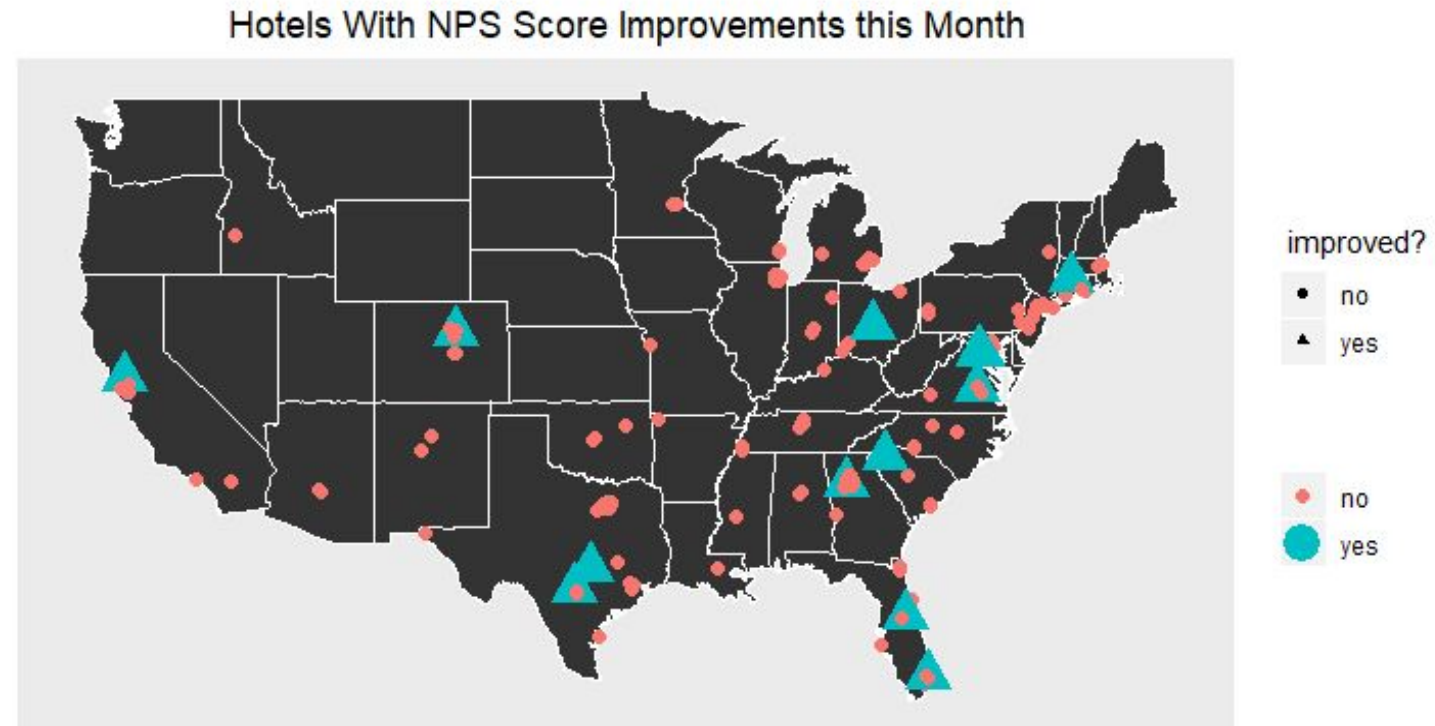 Hotels With NPS Score Improvements this Month
improved?
no
yes
no
yes